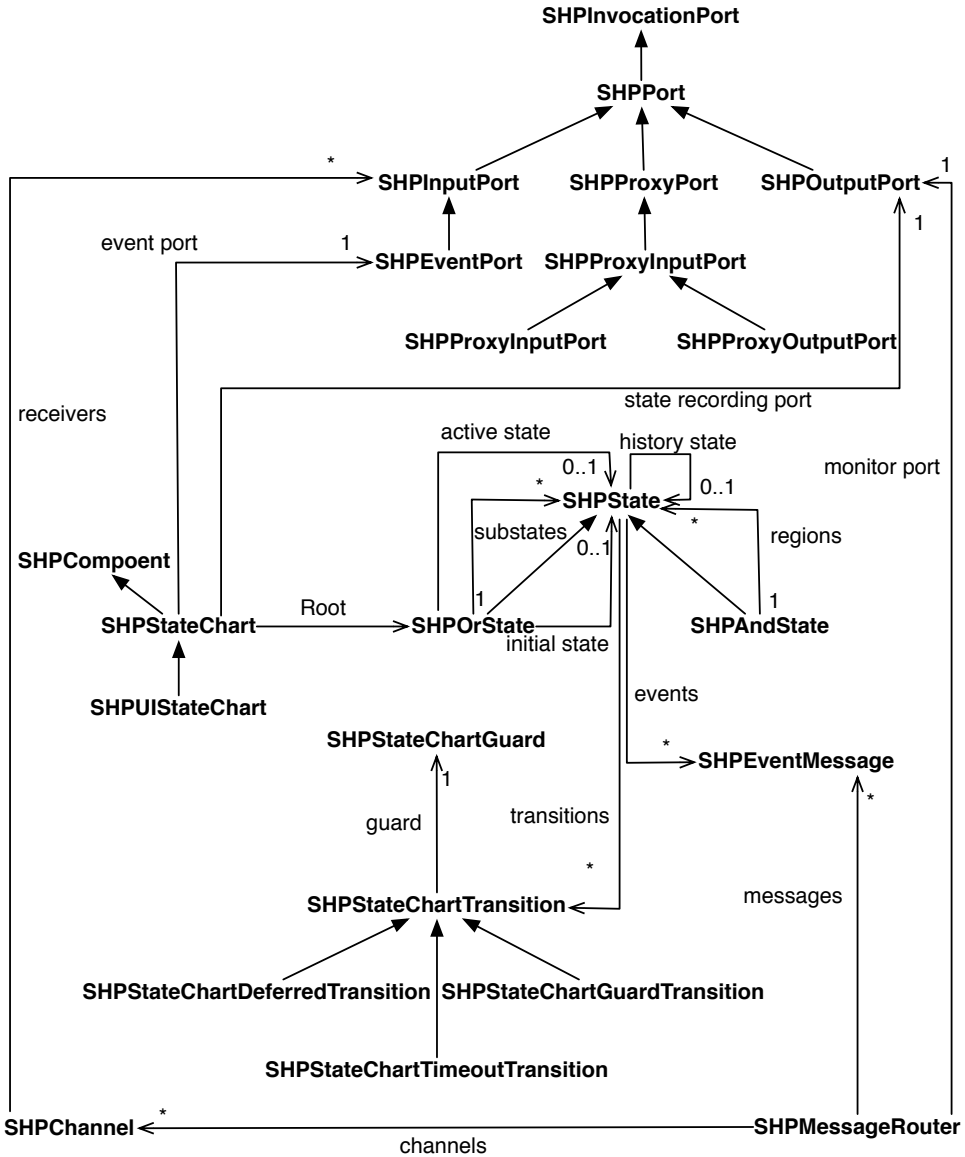 SHPInvocationPort
SHPPort
*
1
SHPInputPort
SHPProxyPort
SHPOutputPort
1
event port
1
SHPEventPort
SHPProxyInputPort
SHPProxyInputPort
SHPProxyOutputPort
receivers
state recording port
active state
history state
monitor port
0..1
*
0..1
SHPState
*
substates
0..1
regions
SHPCompoent
Root
1
1
SHPStateChart
SHPOrState
SHPAndState
initial state
SHPUIStateChart
events
SHPStateChartGuard
*
SHPEventMessage
1
*
guard
transitions
*
messages
SHPStateChartTransition
SHPStateChartDeferredTransition
SHPStateChartGuardTransition
SHPStateChartTimeoutTransition
*
SHPChannel
SHPMessageRouter
channels